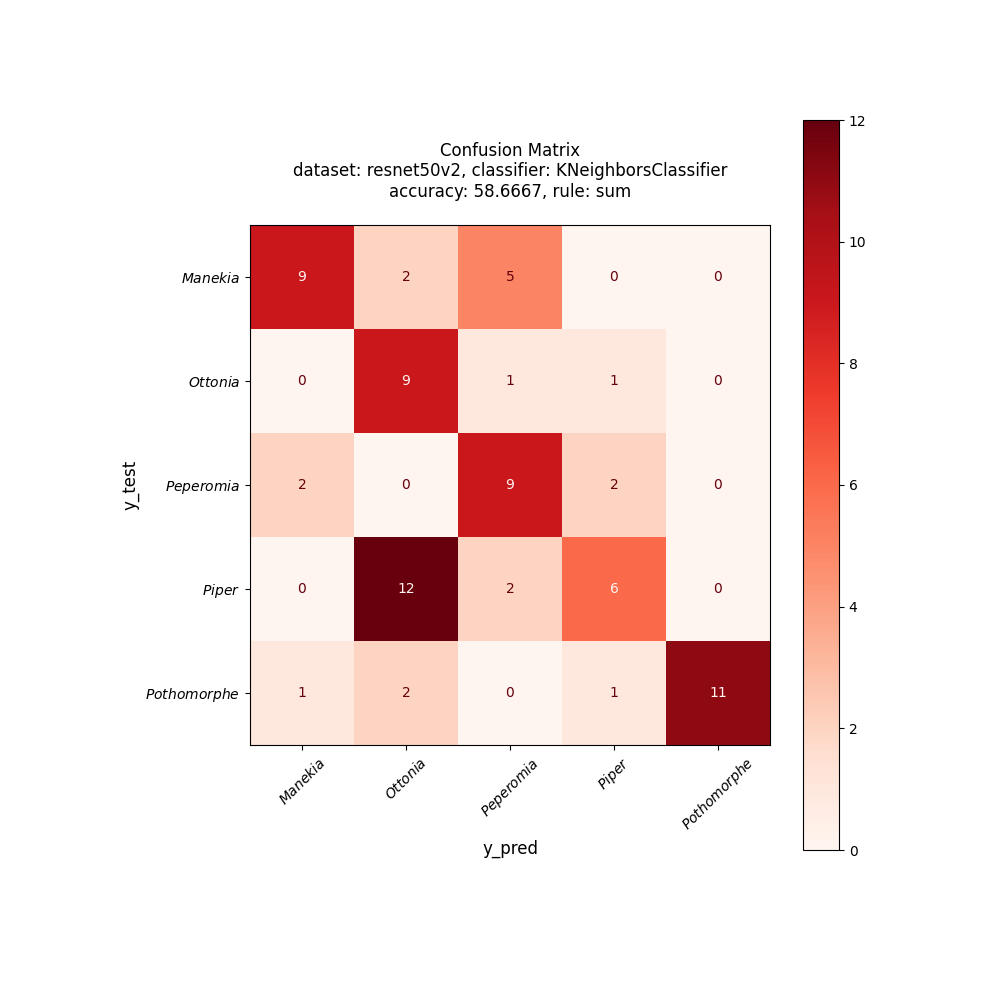 Confusion Matrix
dataset: resnet50v2, classifier: KNeighborsClassifier
accuracy: 58.6667, rule: sum
y_test
Manekia 9 2 5 0 0
Ottonia 0 9 1 1 0
Peperomia 2 0 9 2 0
Piper 0 12 2 6 0
Pothomorphe 1 2 0 1 11
Manekia Ottonia Peperomia Piper Pothomorphe
y_pred
12
10
8
6
4
2
0